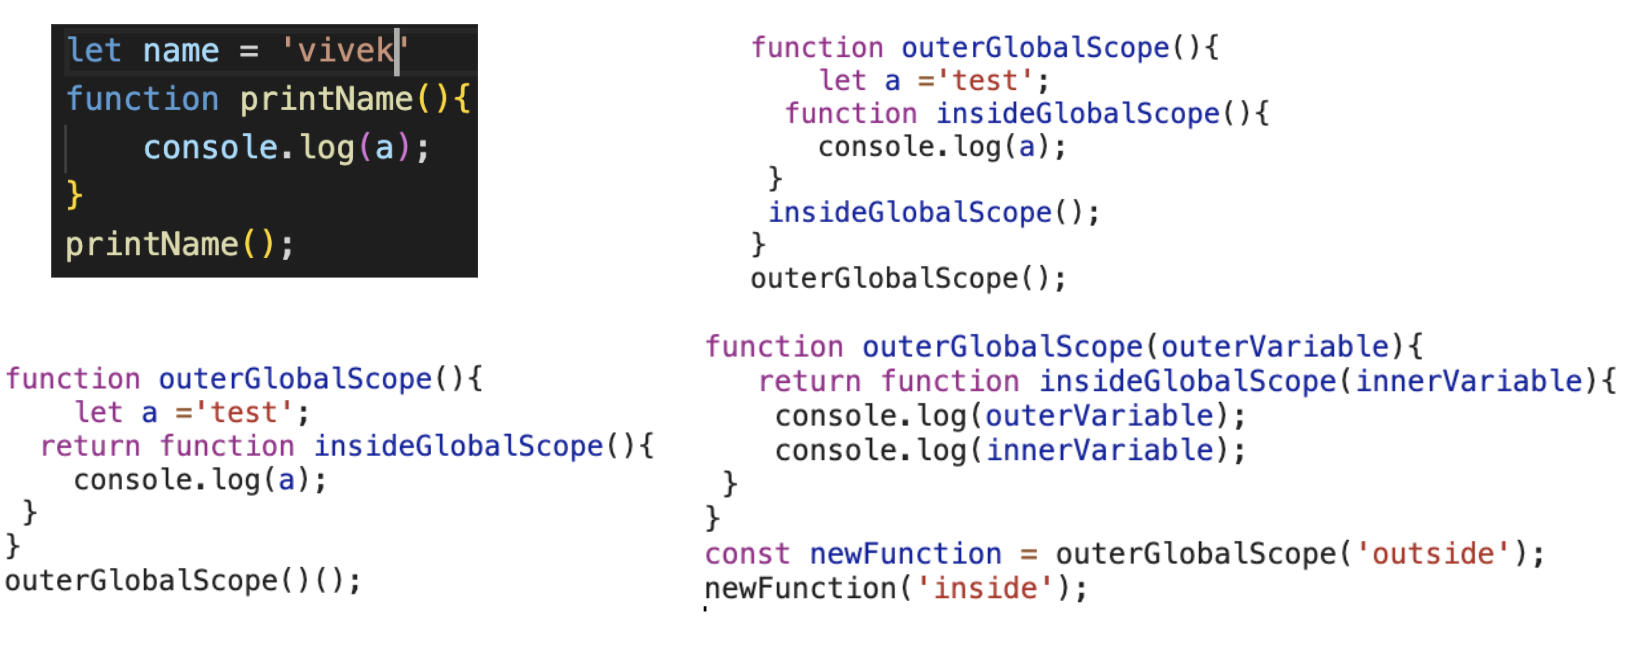 let name = 'vivek'
function printName(){
    console.log(a);
}
printName();
function outerGlobalScope(){
    let a ='test';
  function insideGlobalScope(){
    console.log(a);
 }
 insideGlobalScope();
}
outerGlobalScope();
function outerGlobalScope(){
    let a ='test';
  return function insideGlobalScope(){
    console.log(a);
 }
}
outerGlobalScope()();
function outerGlobalScope(outerVariable){
   return function insideGlobalScope(innerVariable){
    console.log(outerVariable);
    console.log(innerVariable);
 }
}
const newFunction = outerGlobalScope('outside');
newFunction('inside');